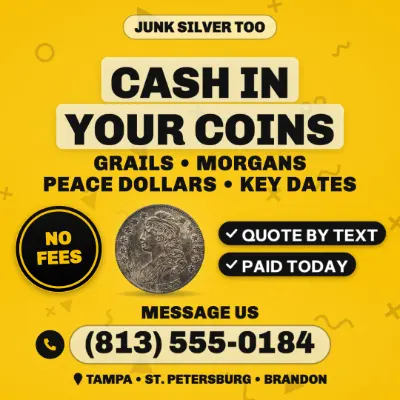 JUNK SILVER TOO
CASH IN
YOUR COINS
GRAILS • MORGANS
PEACE DOLLARS • KEY DATES
NO
FEES
QUOTE BY TEXT
PAID TODAY
MESSAGE US
(813) 555-0184
TAMPA • ST. PETERSBURG • BRANDON